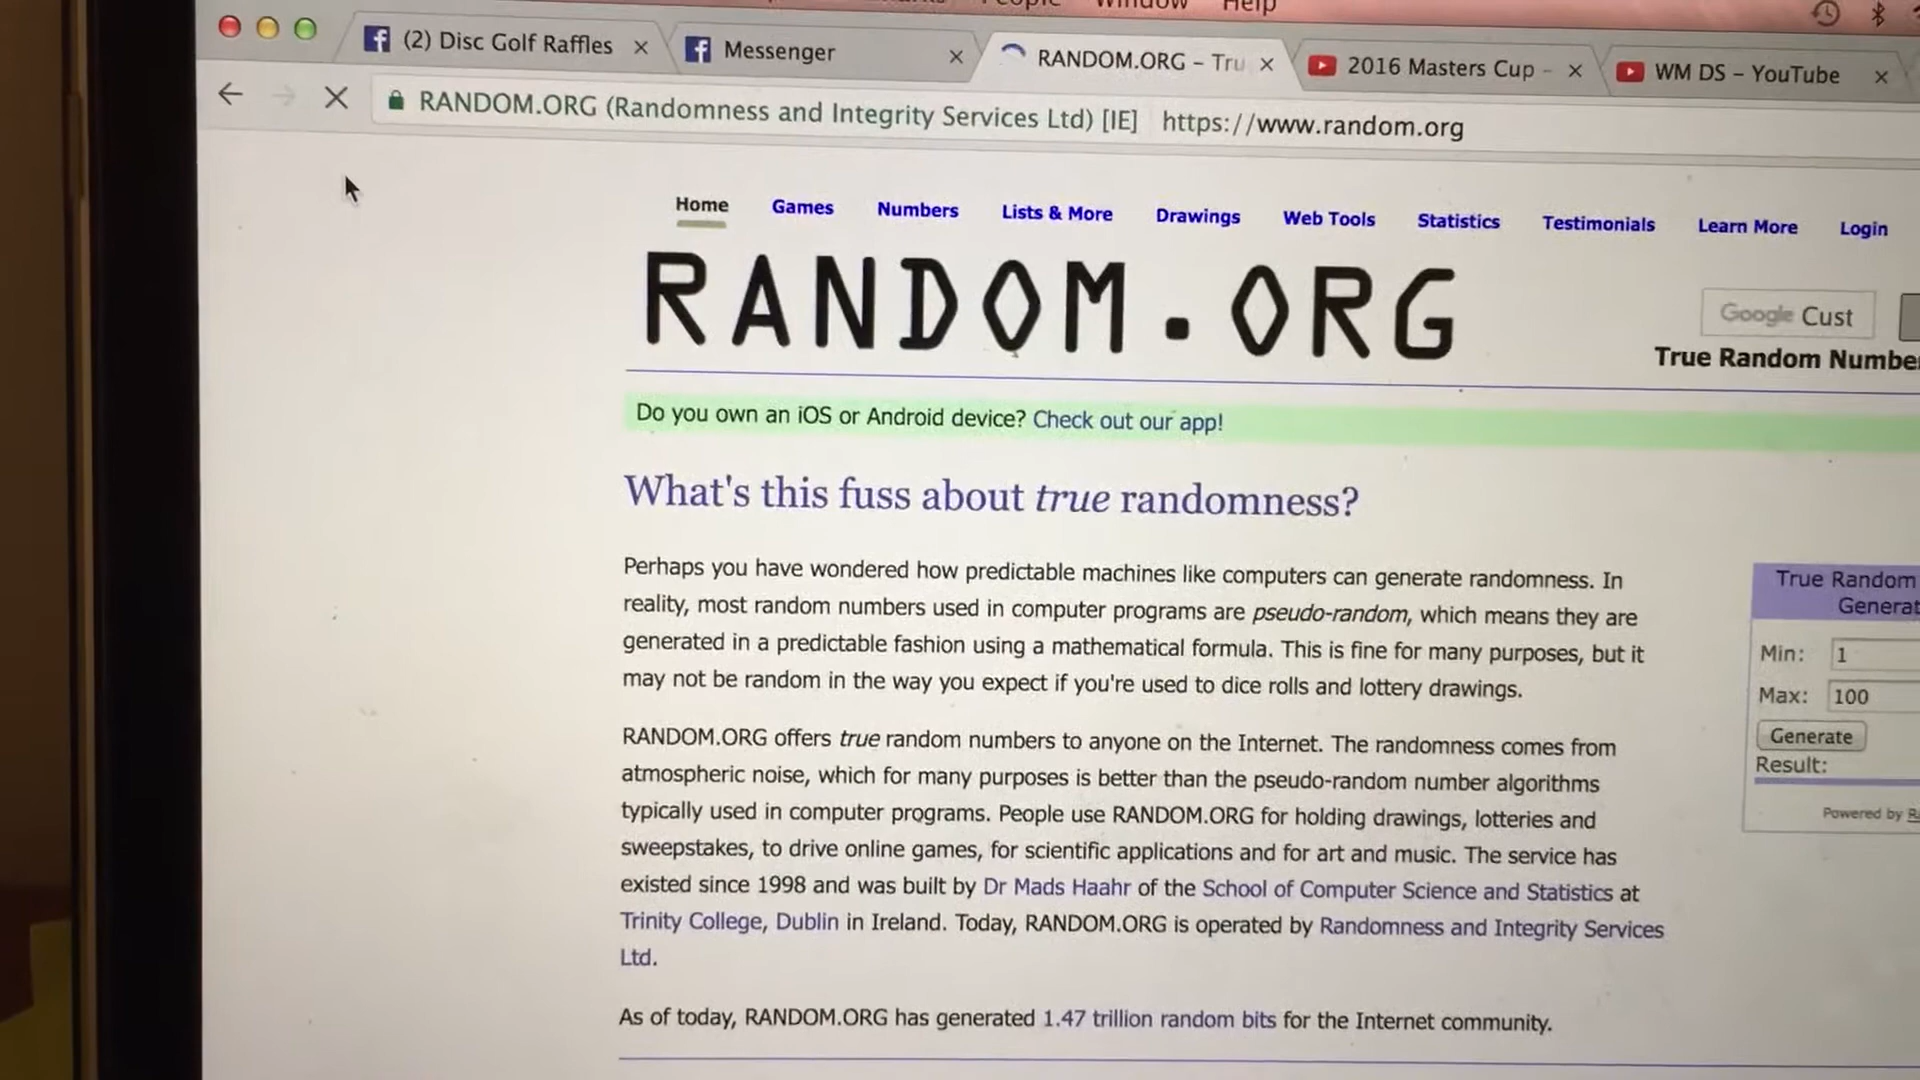 People Window Help
(2) Disc Golf Raffles
Messenger
RANDOM.ORG – Tru
2016 Masters Cup -
WM DS – YouTube
RANDOM.ORG (Randomness and Integrity Services Ltd) [IE] https://www.random.org
Home Games Numbers Lists & More Drawings Web Tools Statistics Testimonials Learn More Login
RANDOM.ORG
Google Cust
True Random Numbe
Do you own an iOS or Android device? Check out our app!
What's this fuss about true randomness?
Perhaps you have wondered how predictable machines like computers can generate randomness. In
reality, most random numbers used in computer programs are pseudo-random, which means they are
generated in a predictable fashion using a mathematical formula. This is fine for many purposes, but it
may not be random in the way you expect if you're used to dice rolls and lottery drawings.
RANDOM.ORG offers true random numbers to anyone on the Internet. The randomness comes from
atmospheric noise, which for many purposes is better than the pseudo-random number algorithms
typically used in computer programs. People use RANDOM.ORG for holding drawings, lotteries and
sweepstakes, to drive online games, for scientific applications and for art and music. The service has
existed since 1998 and was built by Dr Mads Haahr of the School of Computer Science and Statistics at
Trinity College, Dublin in Ireland. Today, RANDOM.ORG is operated by Randomness and Integrity Services
Ltd.
As of today, RANDOM.ORG has generated 1.47 trillion random bits for the Internet community.
True Random
Generat
Min: 1
Max: 100
Generate
Result:
Powered by